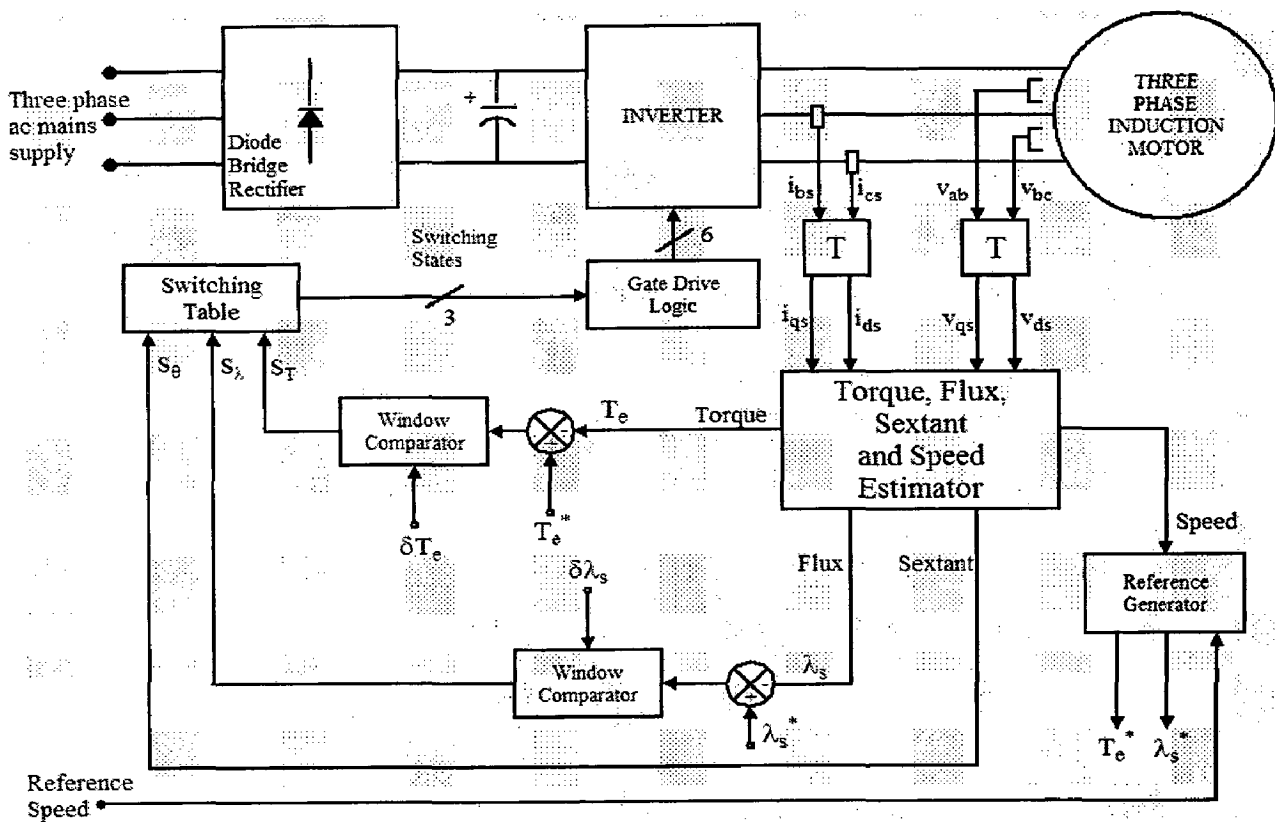 Three phase
ac mains
supply
Diode
Bridge
Rectifier
+
INVERTER
THREE
PHASE
INDUCTION
MOTOR
i_bs
i_cs
v_ab
v_bc
T
T
i_qs
i_ds
v_qs
v_ds
Switching
States
6
3
Switching
Table
Gate Drive
Logic
S_θ
S_λ
S_T
Window
Comparator
T_e
Torque
δT_e
T_e*
Torque, Flux,
Sextant
and Speed
Estimator
Speed
Flux
Sextant
Reference
Generator
δλ_s
Window
Comparator
λ_s
λ_s*
T_e*
λ_s*
Reference
Speed